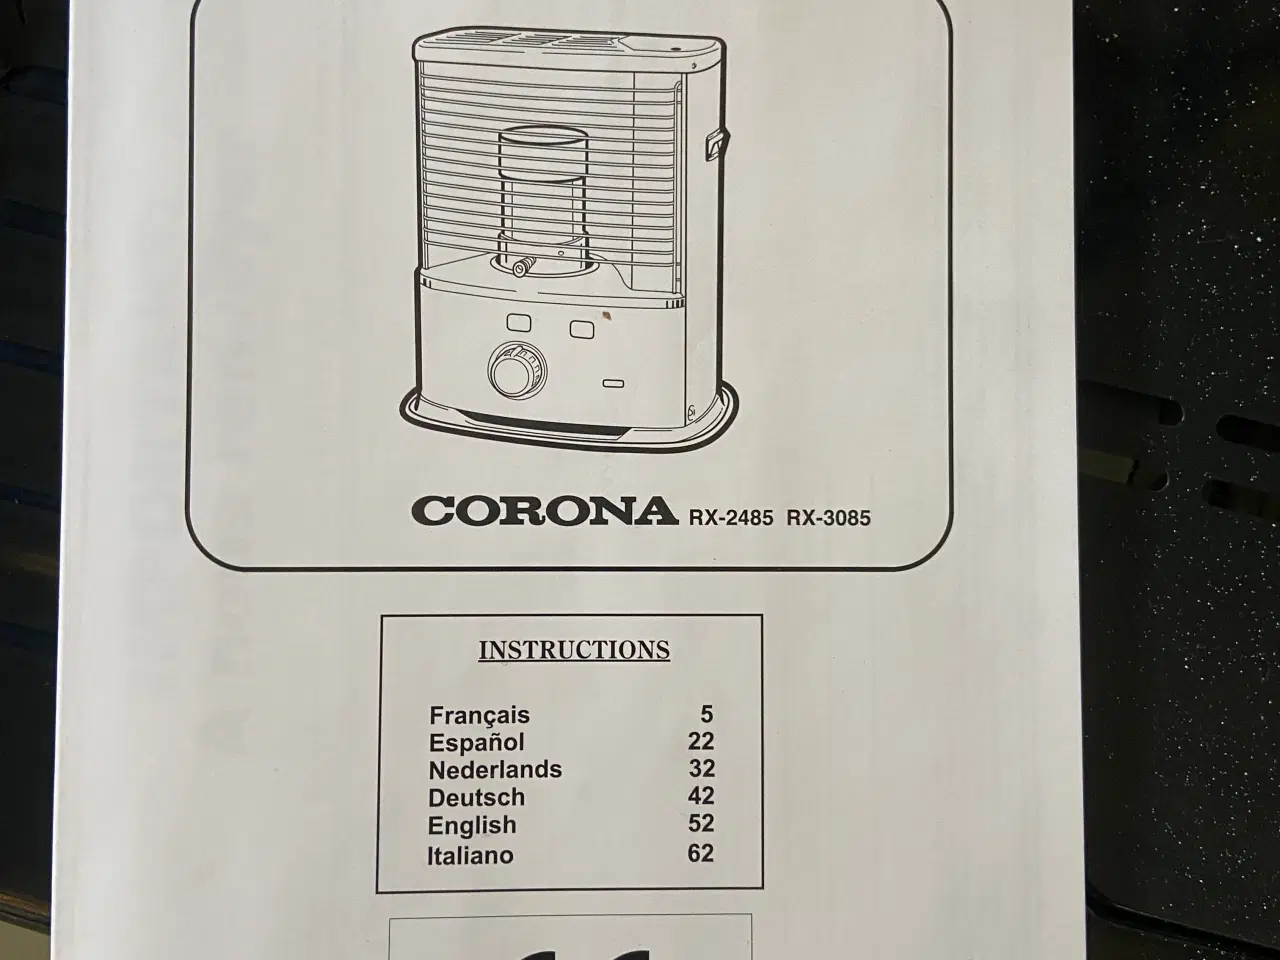 CORONA RX-2485 RX-3085
INSTRUCTIONS
Français 5
Español 22
Nederlands 32
Deutsch 42
English 52
Italiano 62